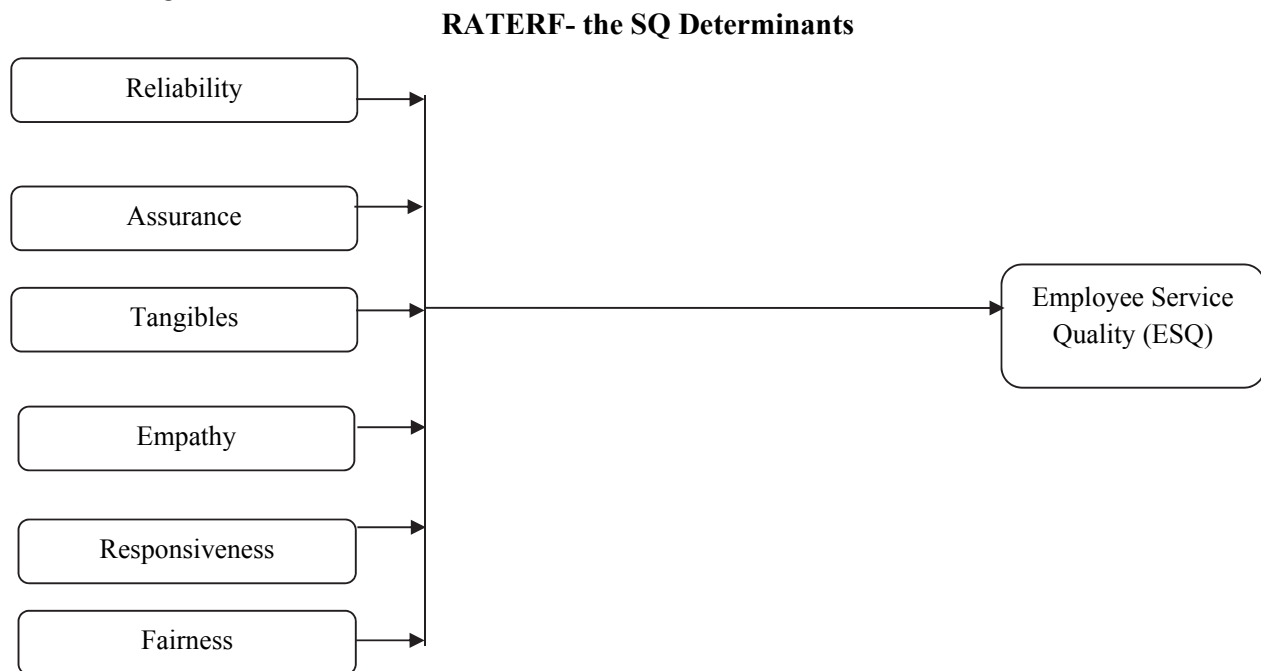 RATERF- the SQ Determinants
Reliability
Assurance
Tangibles
Empathy
Responsiveness
Fairness
Employee Service
Quality (ESQ)